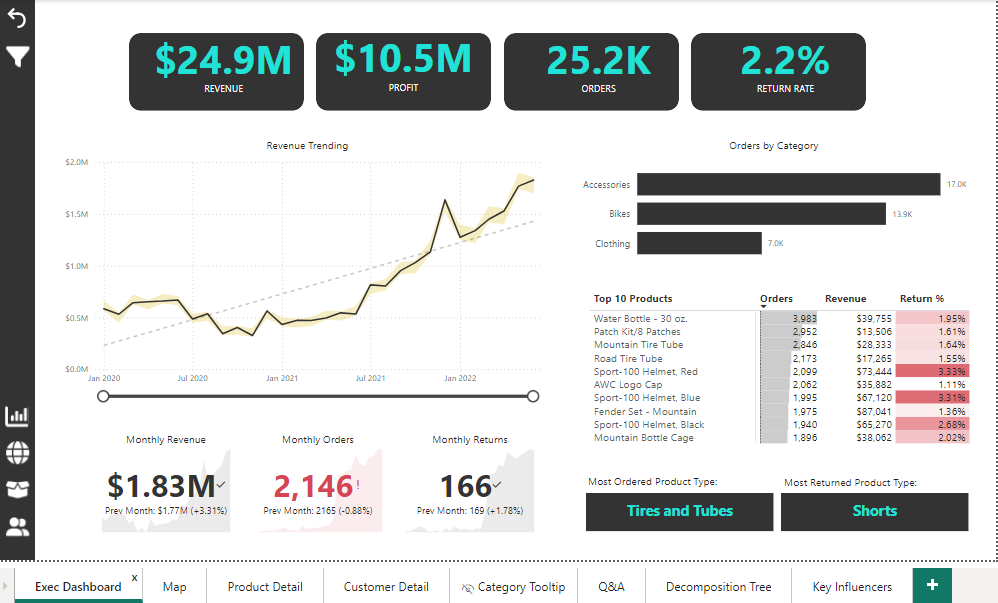 $24.9M
REVENUE
$10.5M
PROFIT
25.2K
ORDERS
2.2%
RETURN RATE
Revenue Trending
$2.0M
$1.5M
$1.0M
$0.5M
$0.0M
Jan 2020 Jul 2020 Jan 2021 Jul 2021 Jan 2022
Orders by Category
Accessories 17.0K
Bikes 13.9K
Clothing 7.0K
Top 10 Products Orders Revenue Return %
Water Bottle - 30 oz. 3,983 $39,755 1.95%
Patch Kit/8 Patches 2,952 $13,506 1.61%
Mountain Tire Tube 2,846 $28,333 1.64%
Road Tire Tube 2,173 $17,265 1.55%
Sport-100 Helmet, Red 2,099 $73,444 3.33%
AWC Logo Cap 2,062 $35,882 1.11%
Sport-100 Helmet, Blue 1,995 $67,120 3.31%
Fender Set - Mountain 1,975 $87,041 1.36%
Sport-100 Helmet, Black 1,940 $65,270 2.68%
Mountain Bottle Cage 1,896 $38,062 2.02%
Monthly Revenue
$1.83M✓
Prev Month: $1.77M (+3.31%)
Monthly Orders
2,146!
Prev Month: 2165 (-0.88%)
Monthly Returns
166✓
Prev Month: 169 (+1.78%)
Most Ordered Product Type:
Tires and Tubes
Most Returned Product Type:
Shorts
Exec Dashboard x Map Product Detail Customer Detail Category Tooltip Q&A Decomposition Tree Key Influencers +